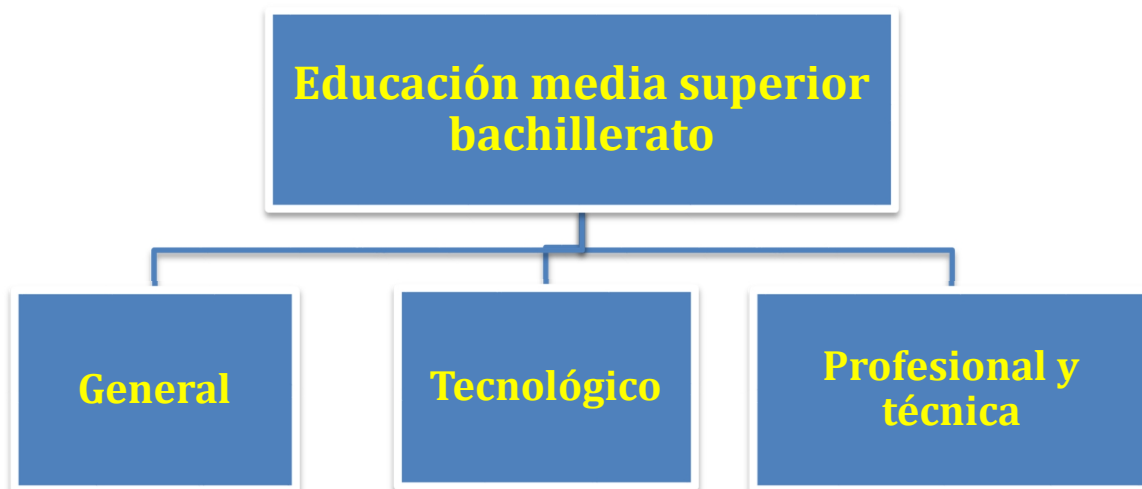 Educación media superior
bachillerato
General
Tecnológico
Profesional y
técnica